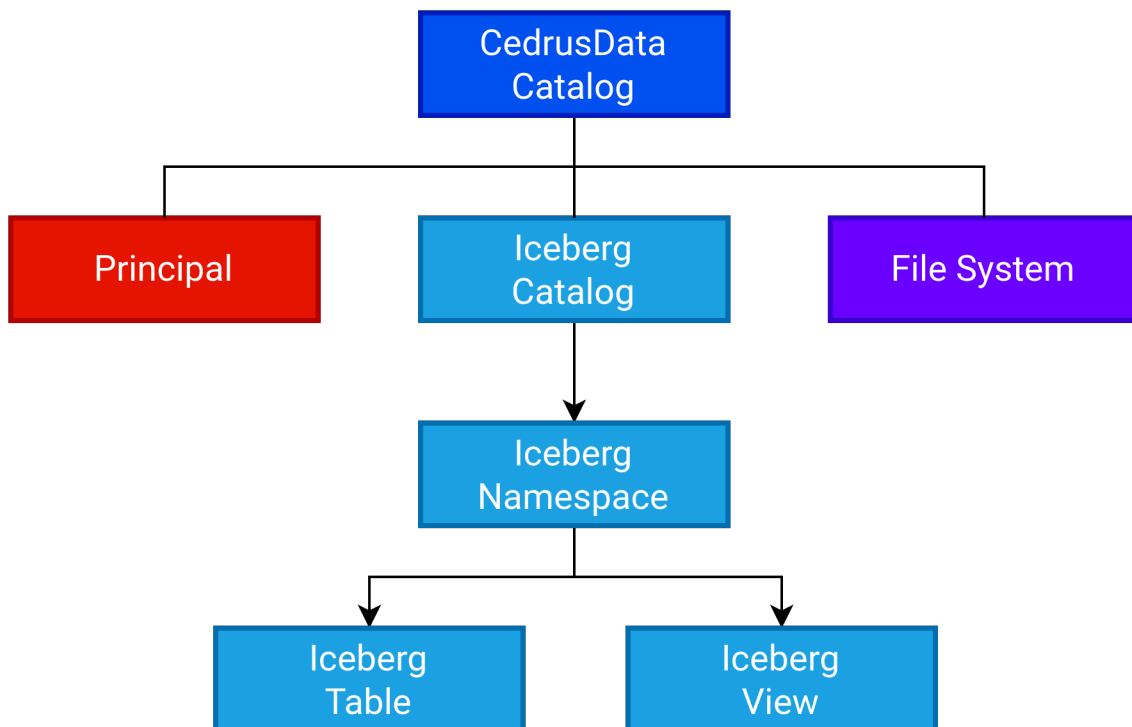 CedrusData
Catalog
Principal
Iceberg
Catalog
File System
Iceberg
Namespace
Iceberg
Table
Iceberg
View